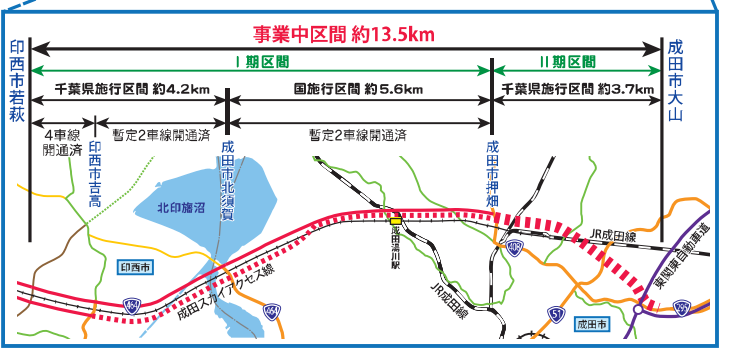 事業中区間 約13.5km
印西市若萩
成田市大山
Ⅰ期区間
ⅠⅠ期区間
千葉県施行区間 約4.2km
国施行区間 約5.6km
千葉県施行区間 約3.7km
4車線
開通済
印西市吉高
暫定2車線開通済
成田市北須賀
暫定2車線開通済
成田市押畑
北印旛沼
印西市
464
成田スカイアクセス線
464
成田湯川駅
JR成田線
408
JR成田線
51
成田市
295
東関東自動車道